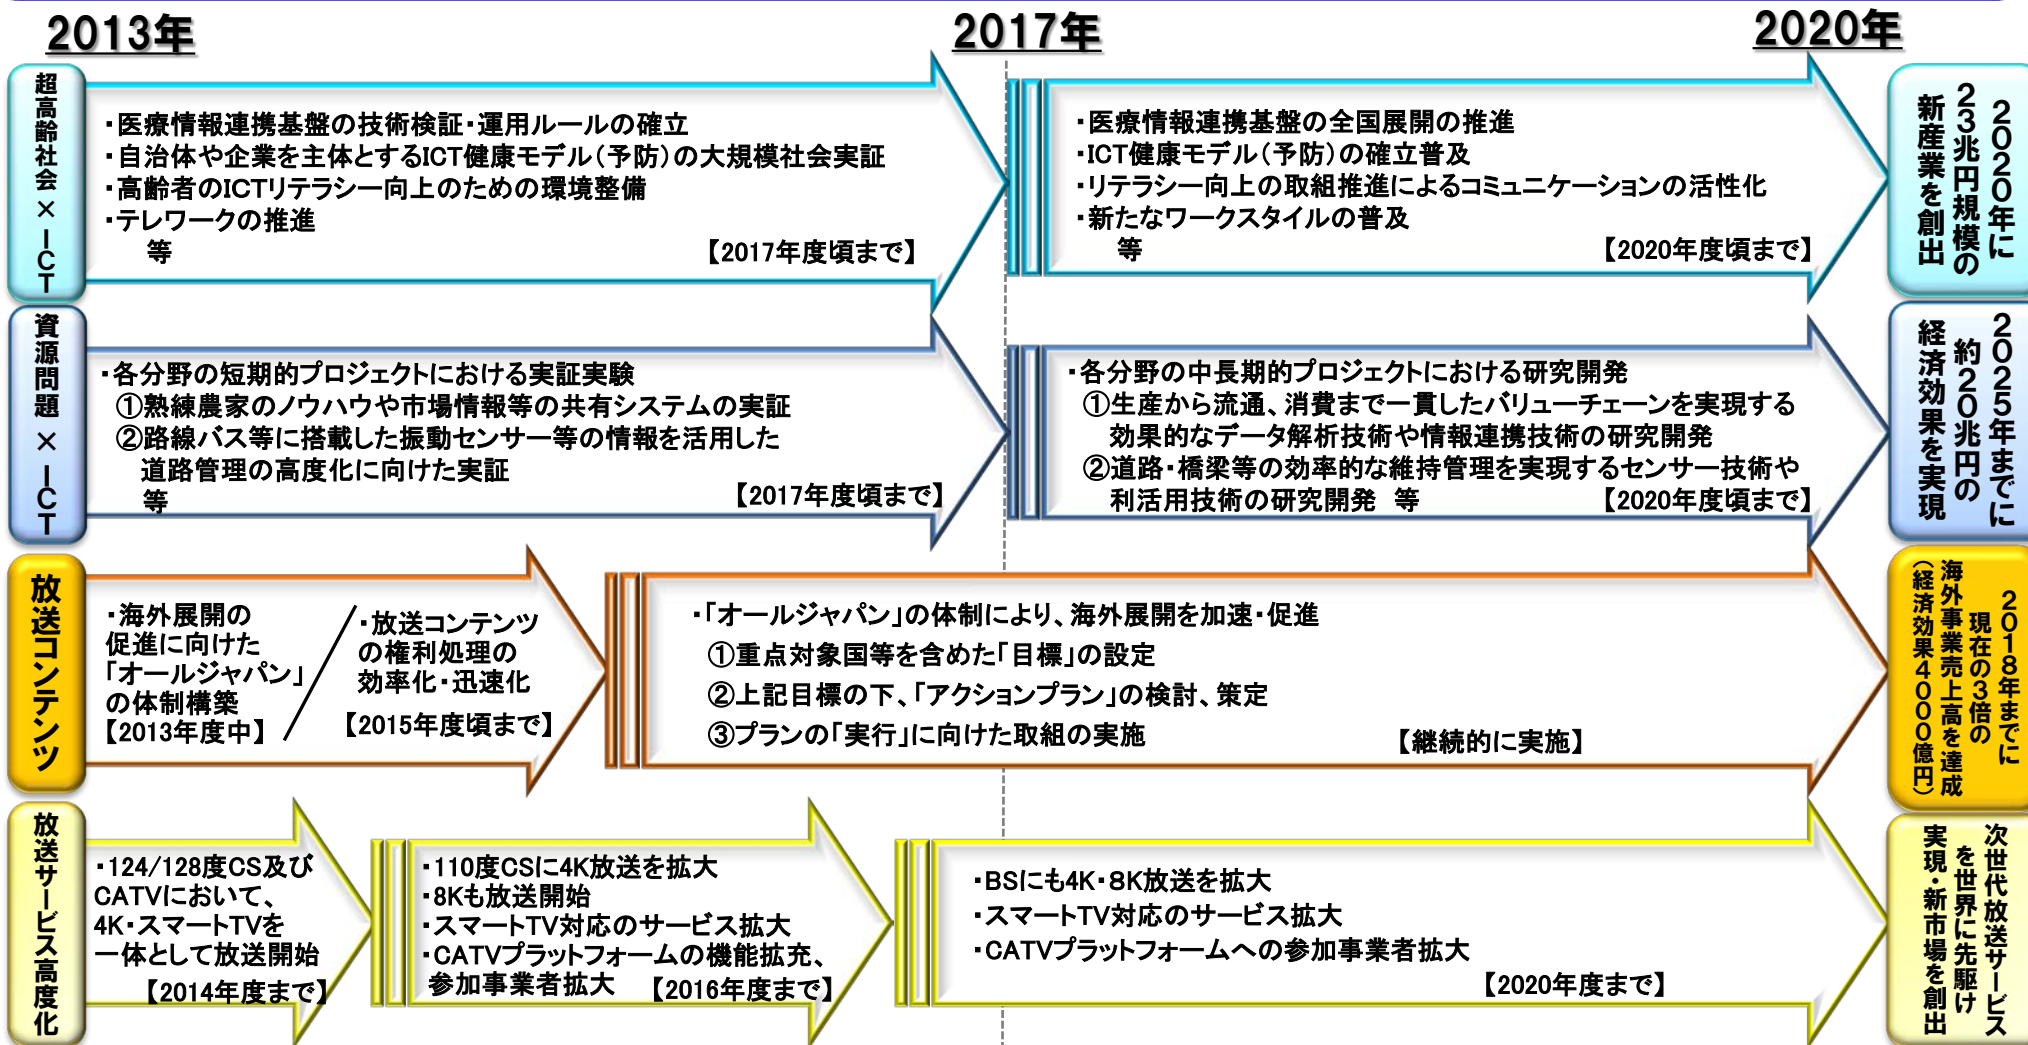 2013年
2017年
2020年
超高齢社会×ICT
・医療情報連携基盤の技術検証・運用ルールの確立
・自治体や企業を主体とするICT健康モデル（予防）の大規模社会実証
・高齢者のICTリテラシー向上のための環境整備
・テレワークの推進
等
【2017年度頃まで】
・医療情報連携基盤の全国展開の推進
・ICT健康モデル（予防）の確立普及
・リテラシー向上の取組推進によるコミュニケーションの活性化
・新たなワークスタイルの普及
等
【2020年度頃まで】
2020年に
23兆円規模の
新産業を創出
資源問題×ICT
・各分野の短期的プロジェクトにおける実証実験
①熟練農家のノウハウや市場情報等の共有システムの実証
②路線バス等に搭載した振動センサー等の情報を活用した
道路管理の高度化に向けた実証
等
【2017年度頃まで】
・各分野の中長期的プロジェクトにおける研究開発
①生産から流通、消費まで一貫したバリューチェーンを実現する
効果的なデータ解析技術や情報連携技術の研究開発
②道路・橋梁等の効率的な維持管理を実現するセンサー技術や
利活用技術の研究開発 等
【2020年度頃まで】
2025年までに
約20兆円の
経済効果を実現
放送コンテンツ
・海外展開の
促進に向けた
「オールジャパン」
の体制構築
【2013年度中】
・放送コンテンツ
の権利処理の
効率化・迅速化
【2015年度頃まで】
・「オールジャパン」の体制により、海外展開を加速・促進
①重点対象国等を含めた「目標」の設定
②上記目標の下、「アクションプラン」の検討、策定
③プランの「実行」に向けた取組の実施
【継続的に実施】
2018年までに
現在の3倍の
海外事業売上高を達成
（経済効果4000億円）
放送サービス高度化
・124/128度CS及び
CATVにおいて、
4K・スマートTVを
一体として放送開始
【2014年度まで】
・110度CSに4K放送を拡大
・8Kも放送開始
・スマートTV対応のサービス拡大
・CATVプラットフォームの機能拡充、
参加事業者拡大
【2016年度まで】
・BSにも4K・8K放送を拡大
・スマートTV対応のサービス拡大
・CATVプラットフォームへの参加事業者拡大
【2020年度まで】
次世代放送サービス
を世界に先駆け
実現・新市場を創出